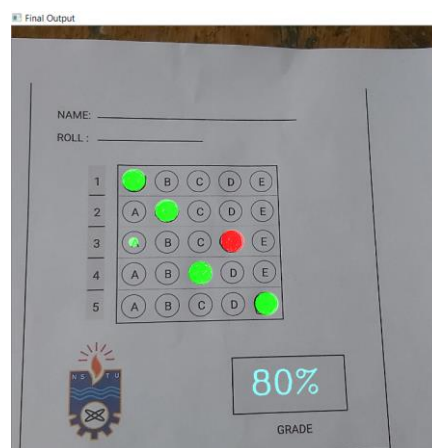 Final Output
NAME:
ROLL :
1 B C D E
2 A C D E
3 B C E
4 A B D E
5 A B C D
N S T U
80%
GRADE